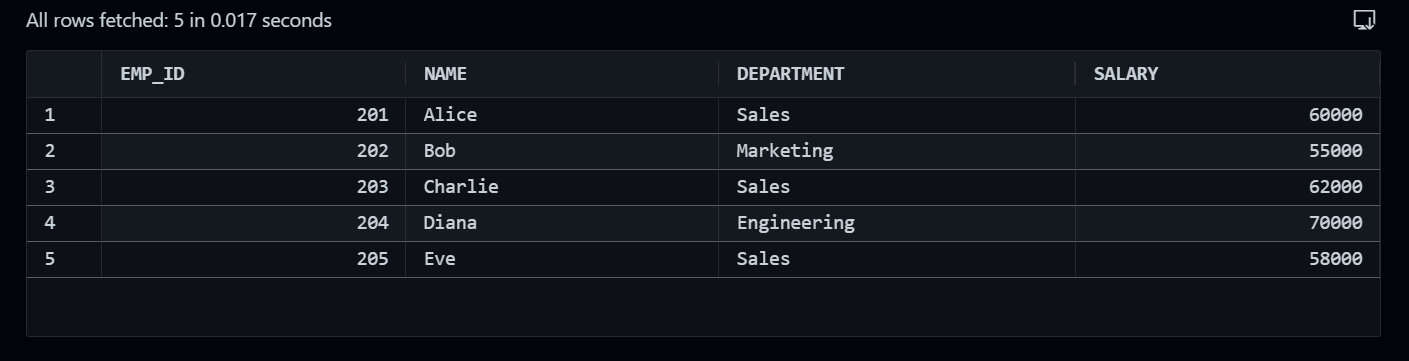 All rows fetched: 5 in 0.017 seconds
EMP_ID NAME DEPARTMENT SALARY
1 201 Alice Sales 60000
2 202 Bob Marketing 55000
3 203 Charlie Sales 62000
4 204 Diana Engineering 70000
5 205 Eve Sales 58000